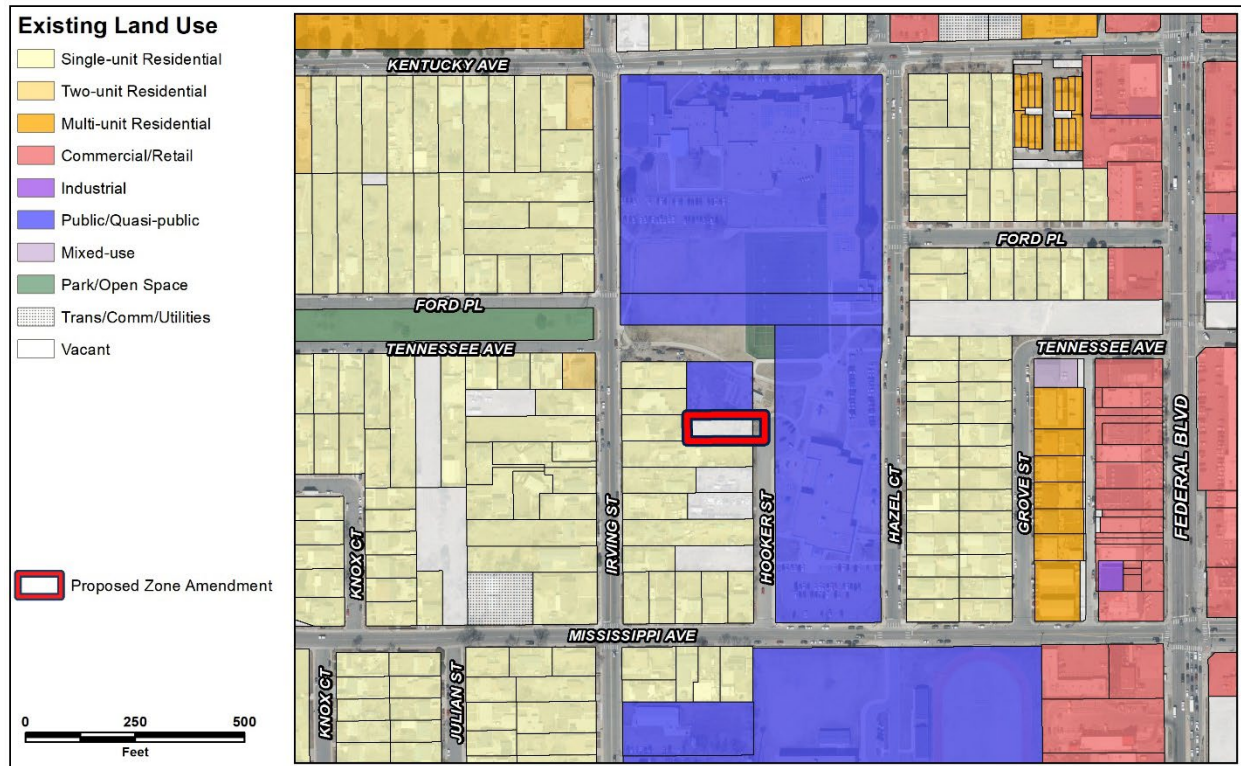 Existing Land Use
Single-unit Residential
Two-unit Residential
Multi-unit Residential
Commercial/Retail
Industrial
Public/Quasi-public
Mixed-use
Park/Open Space
Trans/Comm/Utilities
Vacant
Proposed Zone Amendment
0 250 500
Feet
KENTUCKY AVE
FORD PL
FORD PL
TENNESSEE AVE
TENNESSEE AVE
KNOX CT
IRVING ST
HOOKER ST
HAZEL CT
GROVE ST
FEDERAL BLVD
MISSISSIPPI AVE
KNOX CT
JULIAN ST